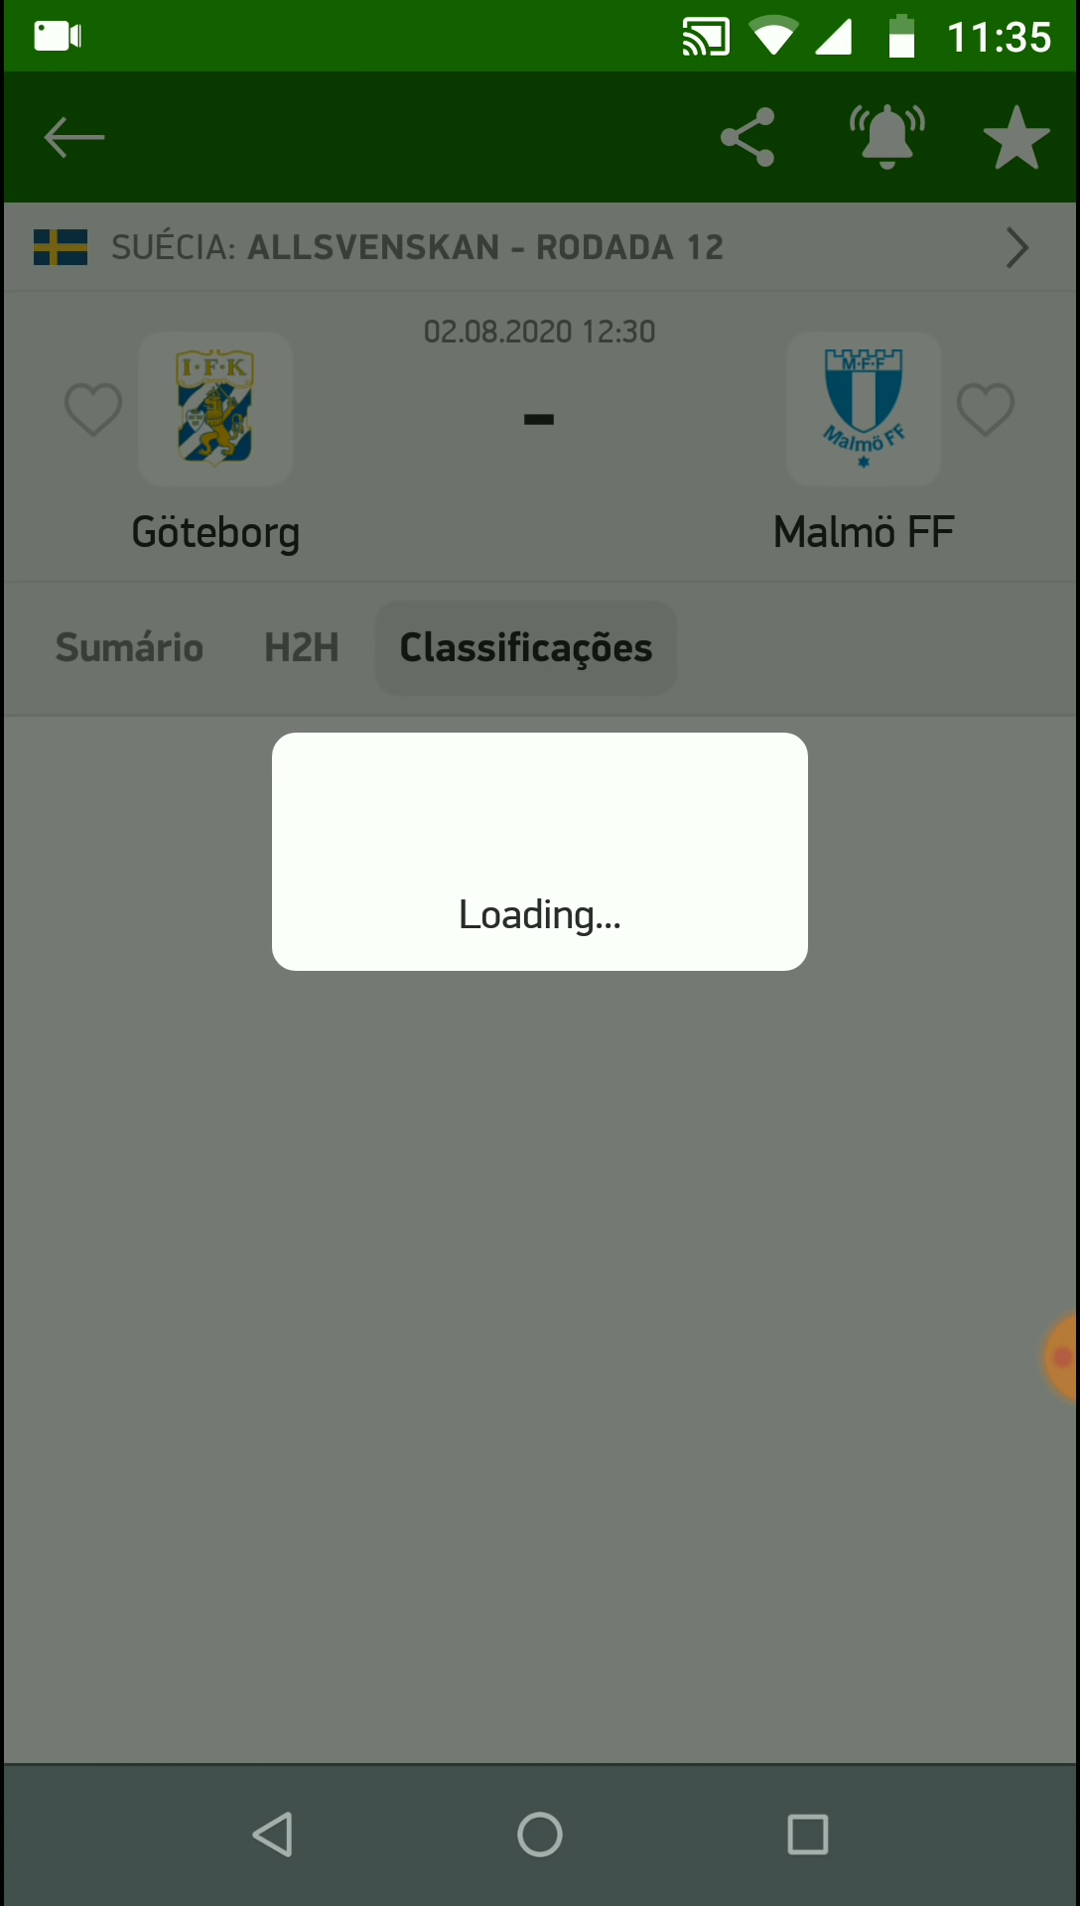 11:35
SUÉCIA: ALLSVENSKAN - RODADA 12
02.08.2020 12:30
I·F·K
M·F·F
Malmö FF
-
Göteborg
Malmö FF
Sumário
H2H
Classificações
Loading...